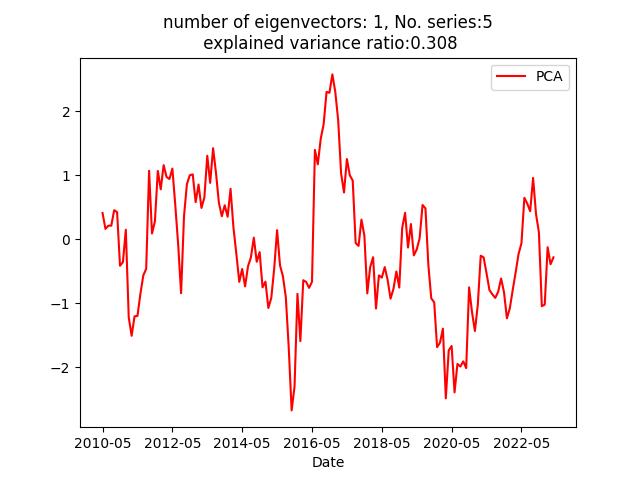 number of eigenvectors: 1, No. series:5
explained variance ratio:0.308
PCA
2
1
0
−1
−2
2010-05 2012-05 2014-05 2016-05 2018-05 2020-05 2022-05
Date